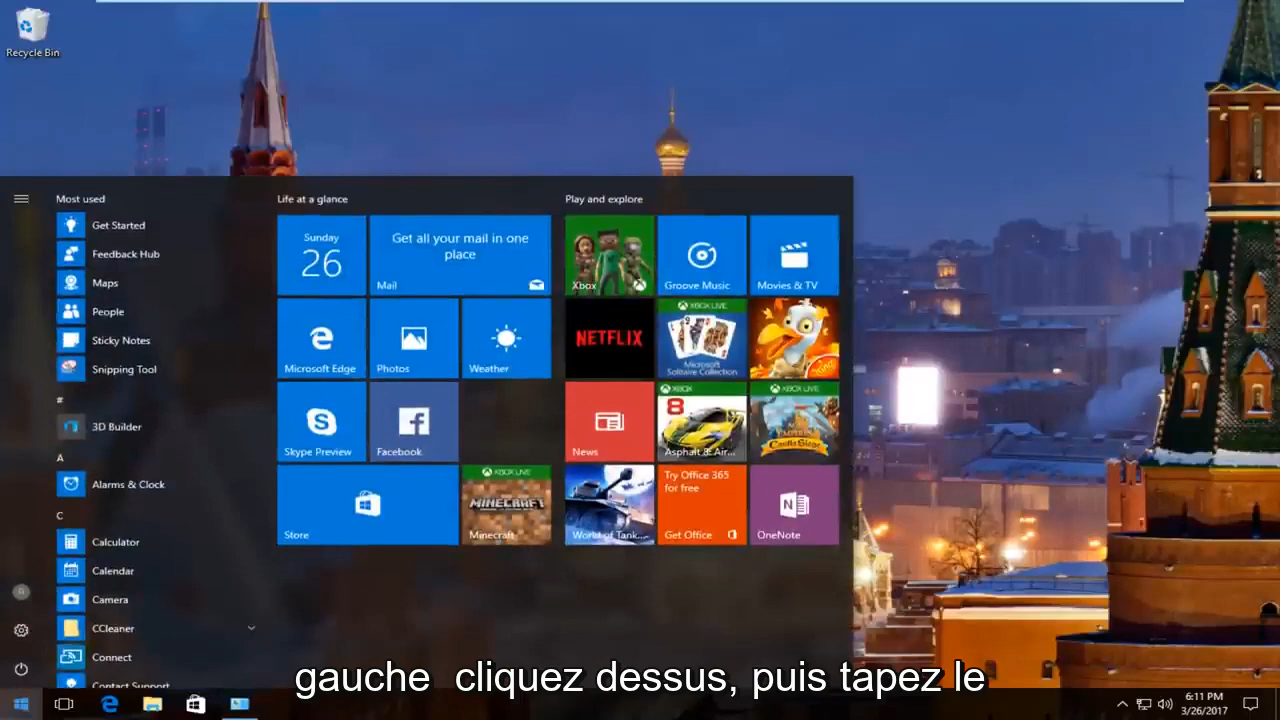 Recycle Bin
Most used
Get Started
Feedback Hub
Maps
People
Sticky Notes
Snipping Tool
#
3D Builder
A
Alarms & Clock
C
Calculator
Calendar
Camera
CCleaner
Connect
Contact Support
Life at a glance
Sunday
26
Get all your mail in one
place
Mail
Microsoft Edge
Photos
Weather
Skype Preview
Facebook
Store
XBOX LIVE
MINECRAFT
Minecraft
Play and explore
Xbox
Groove Music
Movies & TV
NETFLIX
XBOX LIVE
Microsoft
Solitaire Collection
News
XBOX
8
Asphalt 8: Air...
XBOX LIVE
Castle Siege
World of Tank...
Try Office 365
for free
Get Office
OneNote
gauche cliquez dessus, puis tapez le
6:11 PM
3/26/2017